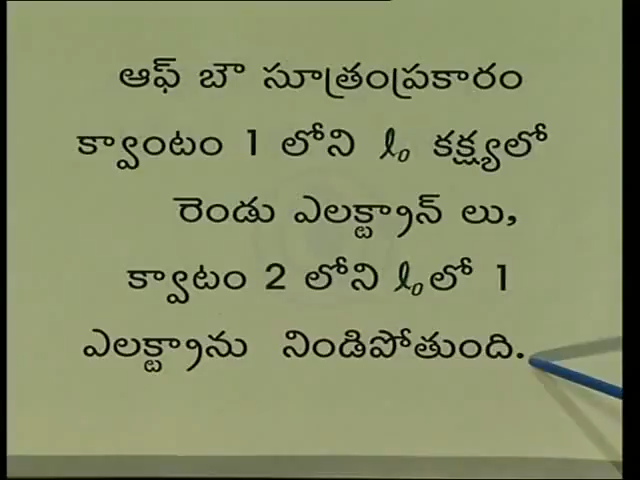 ఆఫ్ బౌ సూత్రంప్రకారం
క్వాంటం 1 లోని ℓ₀ కక్ష్యలో
రెండు ఎలక్ట్రాన్ లు,
క్వాటం 2 లోని ℓ₀లో 1
ఎలక్ట్రాను నిండిపోతుంది.